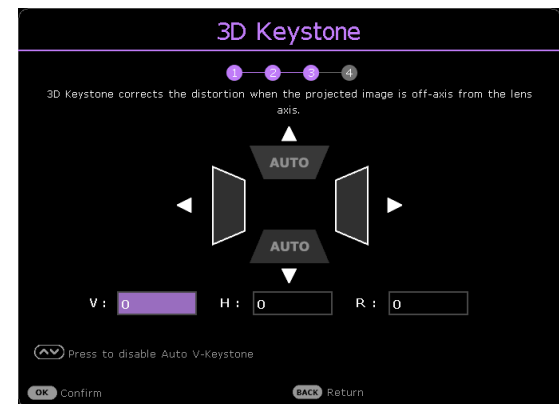 3D Keystone
1 2 3 4
3D Keystone corrects the distortion when the projected image is off-axis from the lens
axis.
AUTO
AUTO
V: 0 H: 0 R: 0
Press to disable Auto V-Keystone
OK Confirm BACK Return